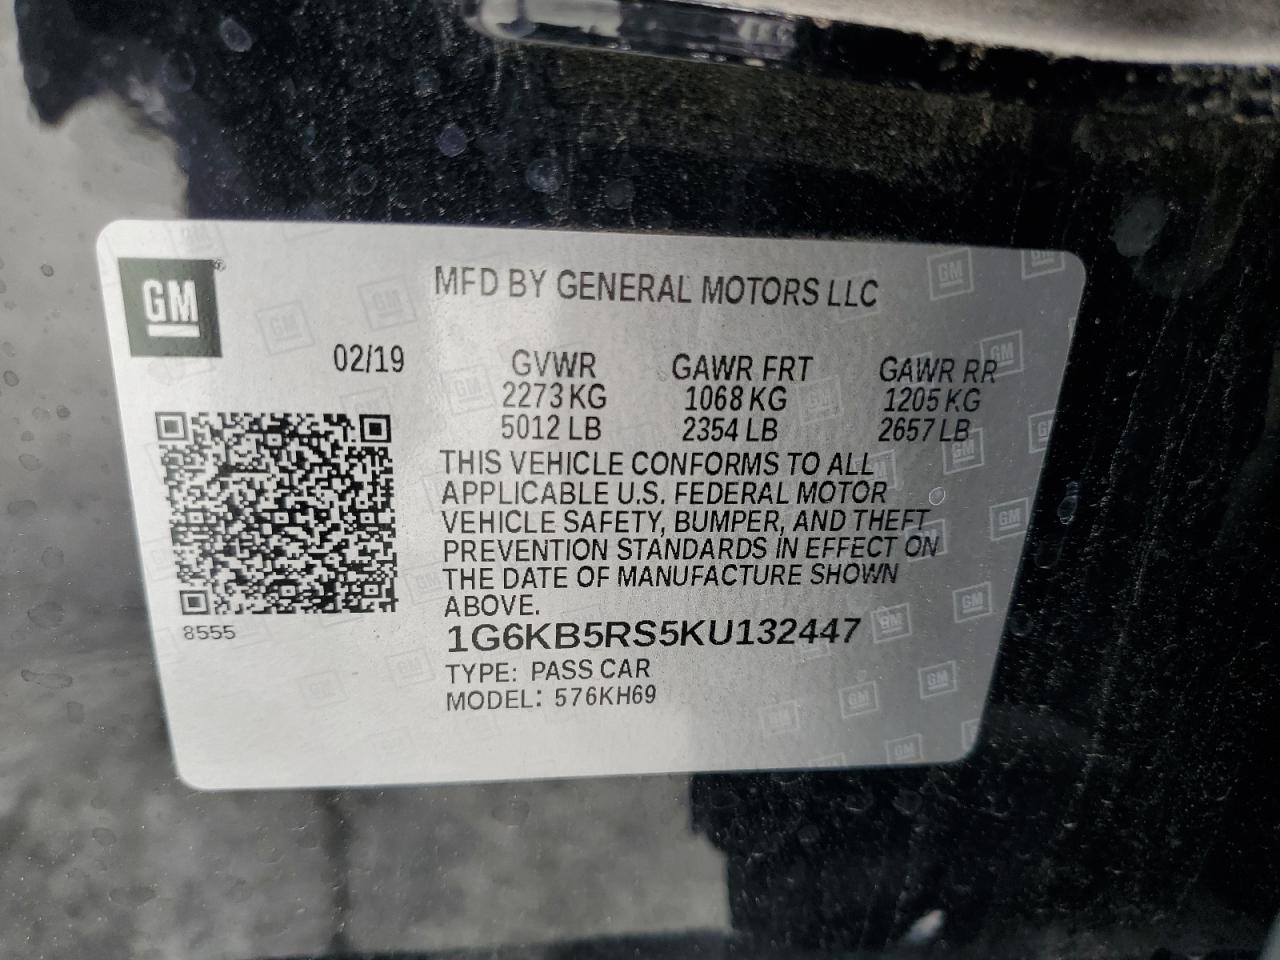 GM®
MFD BY GENERAL MOTORS LLC
02/19 GVWR GAWR FRT GAWR RR
2273 KG 1068 KG 1205 KG
5012 LB 2354 LB 2657 LB
THIS VEHICLE CONFORMS TO ALL
APPLICABLE U.S. FEDERAL MOTOR
VEHICLE SAFETY, BUMPER, AND THEFT
PREVENTION STANDARDS IN EFFECT ON
THE DATE OF MANUFACTURE SHOWN
ABOVE.
8555
1G6KB5RS5KU132447
TYPE: PASS CAR
MODEL: 576KH69